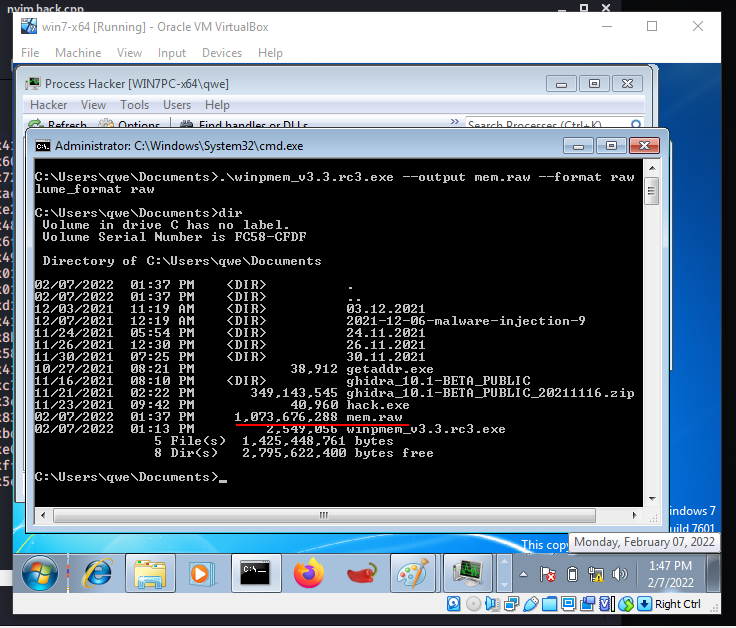 nvim hack.cpp
win7-x64 [Running] - Oracle VM VirtualBox
File Machine View Input Devices Help
Process Hacker [WIN7PC-x64\qwe]
Hacker View Tools Users Help
Refresh Options Find handles or DLLs » Search Processes (Ctrl+K)
Administrator: C:\Windows\System32\cmd.exe
C:\Users\qwe\Documents>.\winpmem_v3.3.rc3.exe --output mem.raw --format raw
lume_format raw
C:\Users\qwe\Documents>dir
Volume in drive C has no label.
Volume Serial Number is FC58-CFDF
Directory of C:\Users\qwe\Documents
02/07/2022 01:37 PM <DIR> .
02/07/2022 01:37 PM <DIR> ..
12/03/2021 11:19 AM <DIR> 03.12.2021
12/07/2021 12:19 AM <DIR> 2021-12-06-malware-injection-9
11/24/2021 05:54 PM <DIR> 24.11.2021
11/26/2021 12:30 PM <DIR> 26.11.2021
11/30/2021 07:25 PM <DIR> 30.11.2021
10/27/2021 08:21 PM 38,912 getaddr.exe
11/16/2021 08:10 PM <DIR> ghidra_10.1-BETA_PUBLIC
11/21/2021 02:22 PM 349,143,545 ghidra_10.1-BETA_PUBLIC_20211116.zip
11/23/2021 09:42 PM 40,960 hack.exe
02/07/2022 01:37 PM 1,073,676,288 mem.raw
02/07/2022 01:13 PM 2,549,056 winpmem_v3.3.rc3.exe
5 File(s) 1,425,448,761 bytes
8 Dir(s) 2,795,622,400 bytes free
C:\Users\qwe\Documents>_
indows 7
uild 7601
This copy
Monday, February 07, 2022
C:\_
1:47 PM
2/7/2022
Right Ctrl